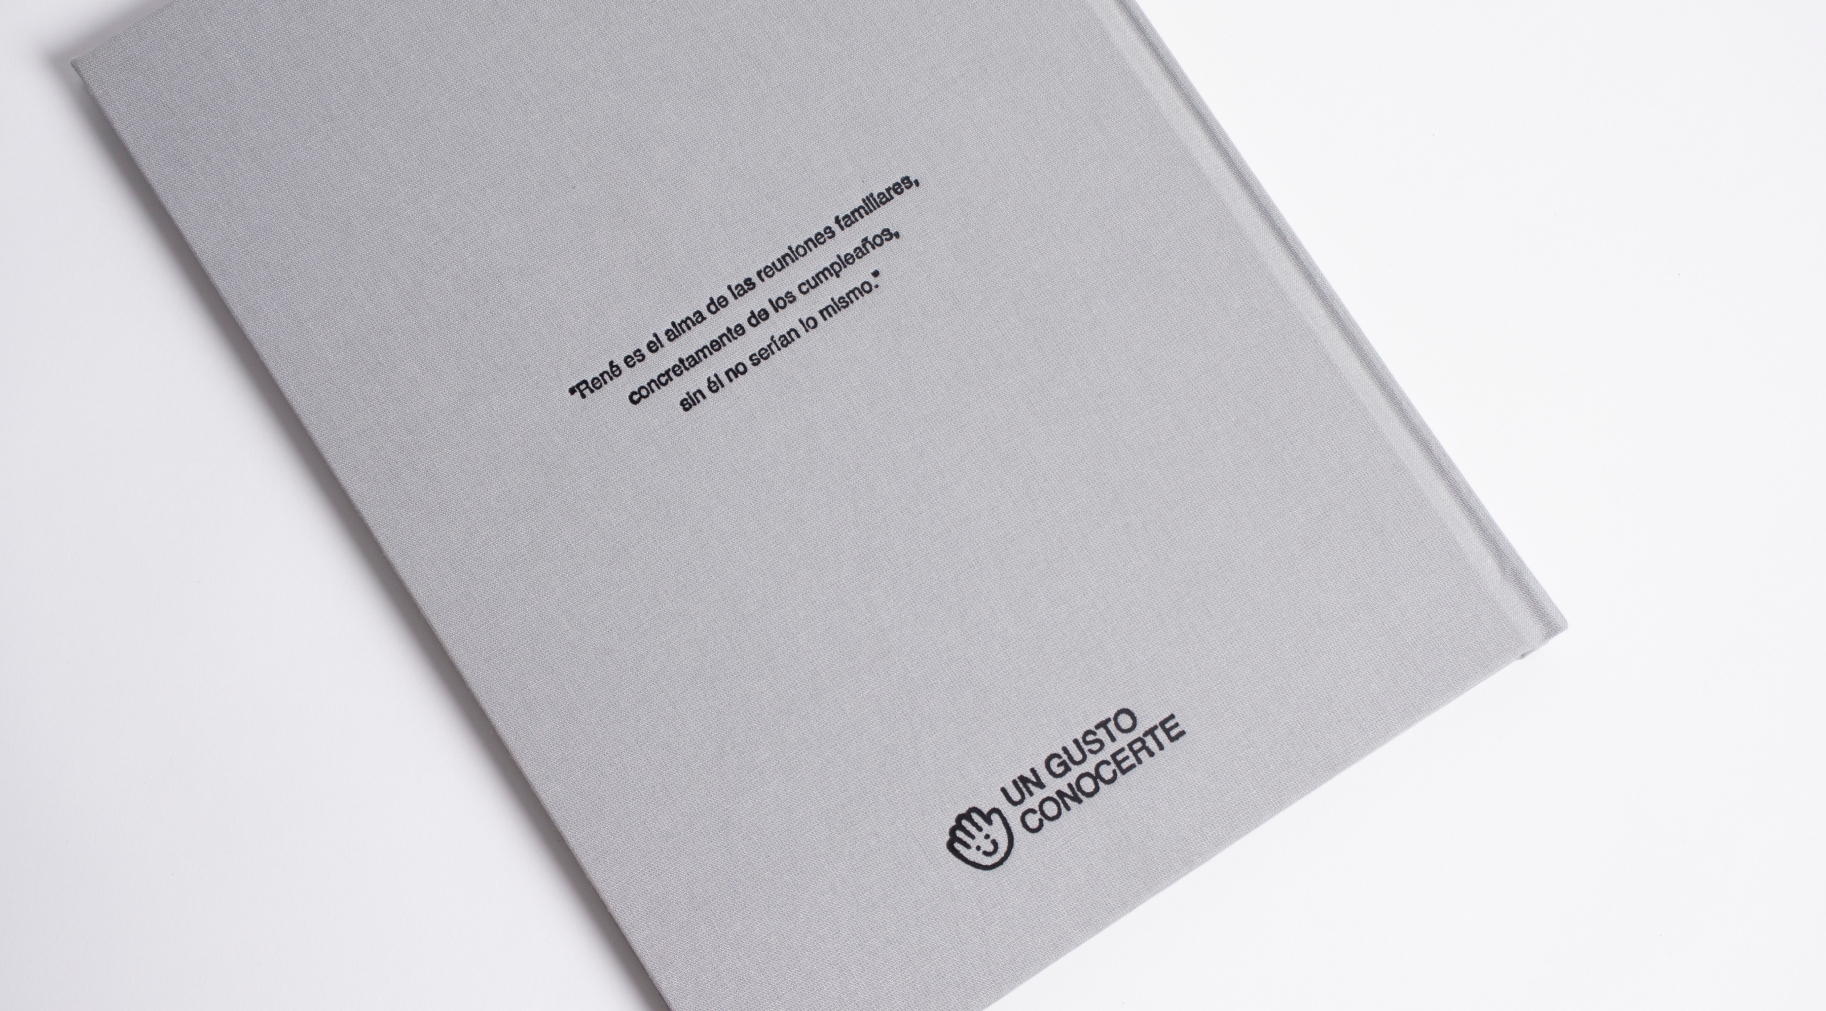 "René es el alma de las reuniones familiares,
concretamente de los cumpleaños,
sin él no serían lo mismo."
UN GUSTO
CONOCERTE